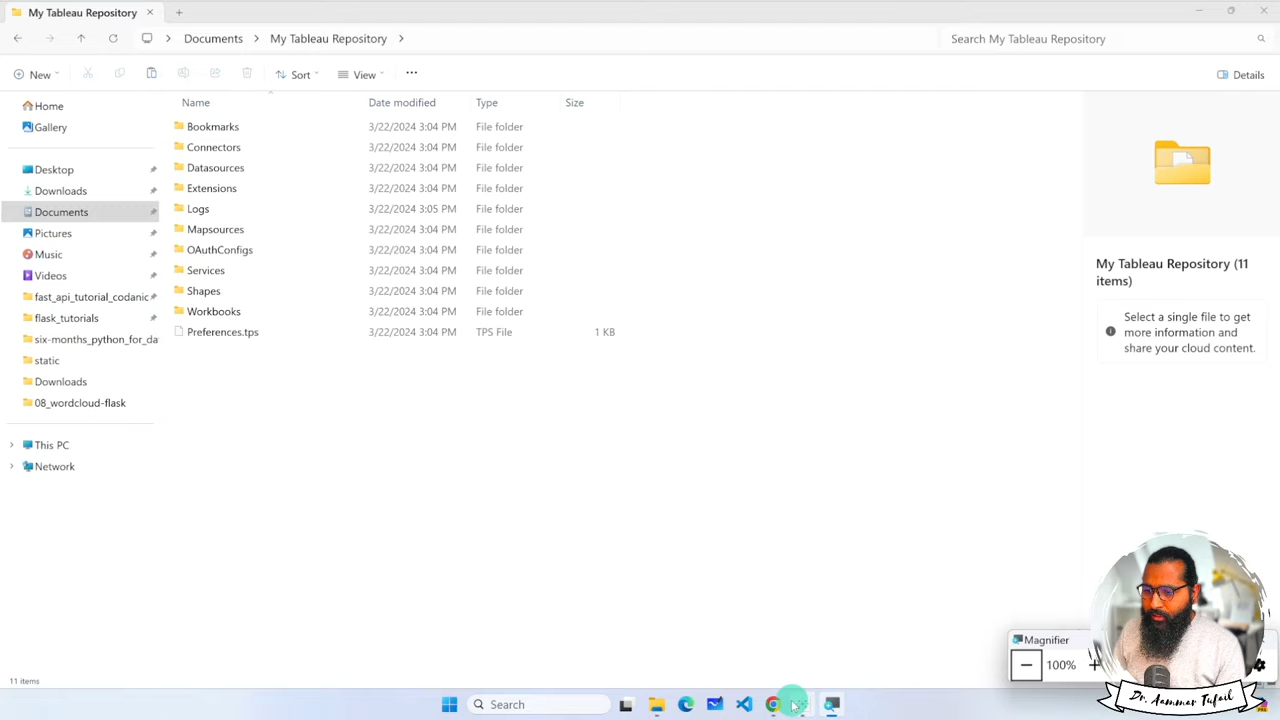 My Tableau Repository
Documents
My Tableau Repository
Search My Tableau Repository
New
Sort
View
Details
Name
Date modified
Type
Size
Home
Gallery
Desktop
Downloads
Documents
Pictures
Music
Videos
fast_api_tutorial_codanic
flask_tutorials
six-months_python_for_da
static
Downloads
08_wordcloud-flask
This PC
Network
Bookmarks 3/22/2024 3:04 PM File folder
Connectors 3/22/2024 3:04 PM File folder
Datasources 3/22/2024 3:04 PM File folder
Extensions 3/22/2024 3:04 PM File folder
Logs 3/22/2024 3:05 PM File folder
Mapsources 3/22/2024 3:04 PM File folder
OAuthConfigs 3/22/2024 3:04 PM File folder
Services 3/22/2024 3:04 PM File folder
Shapes 3/22/2024 3:04 PM File folder
Workbooks 3/22/2024 3:04 PM File folder
Preferences.tps 3/22/2024 3:04 PM TPS File 1 KB
My Tableau Repository (11
items)
Select a single file to get
more information and
share your cloud content.
Magnifier
100%
Dr. Aammar Tufail
11 items
Search